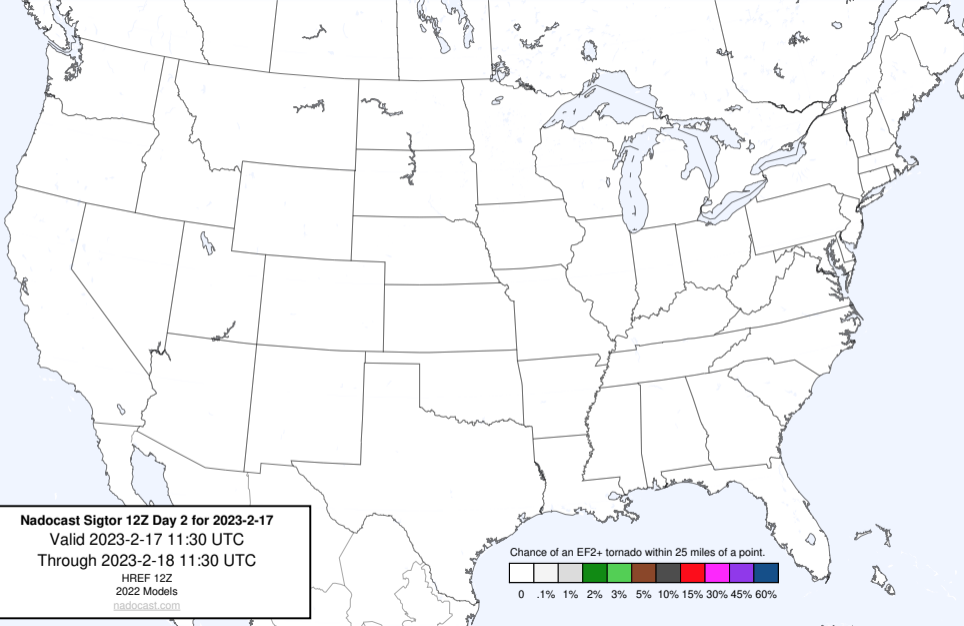 Nadocast Sigtor 12Z Day 2 for 2023-2-17
Valid 2023-2-17 11:30 UTC
Through 2023-2-18 11:30 UTC
HREF 12Z
2022 Models
nadocast.com
Chance of an EF2+ tornado within 25 miles of a point.
0 .1% 1% 2% 3% 5% 10% 15% 30% 45% 60%